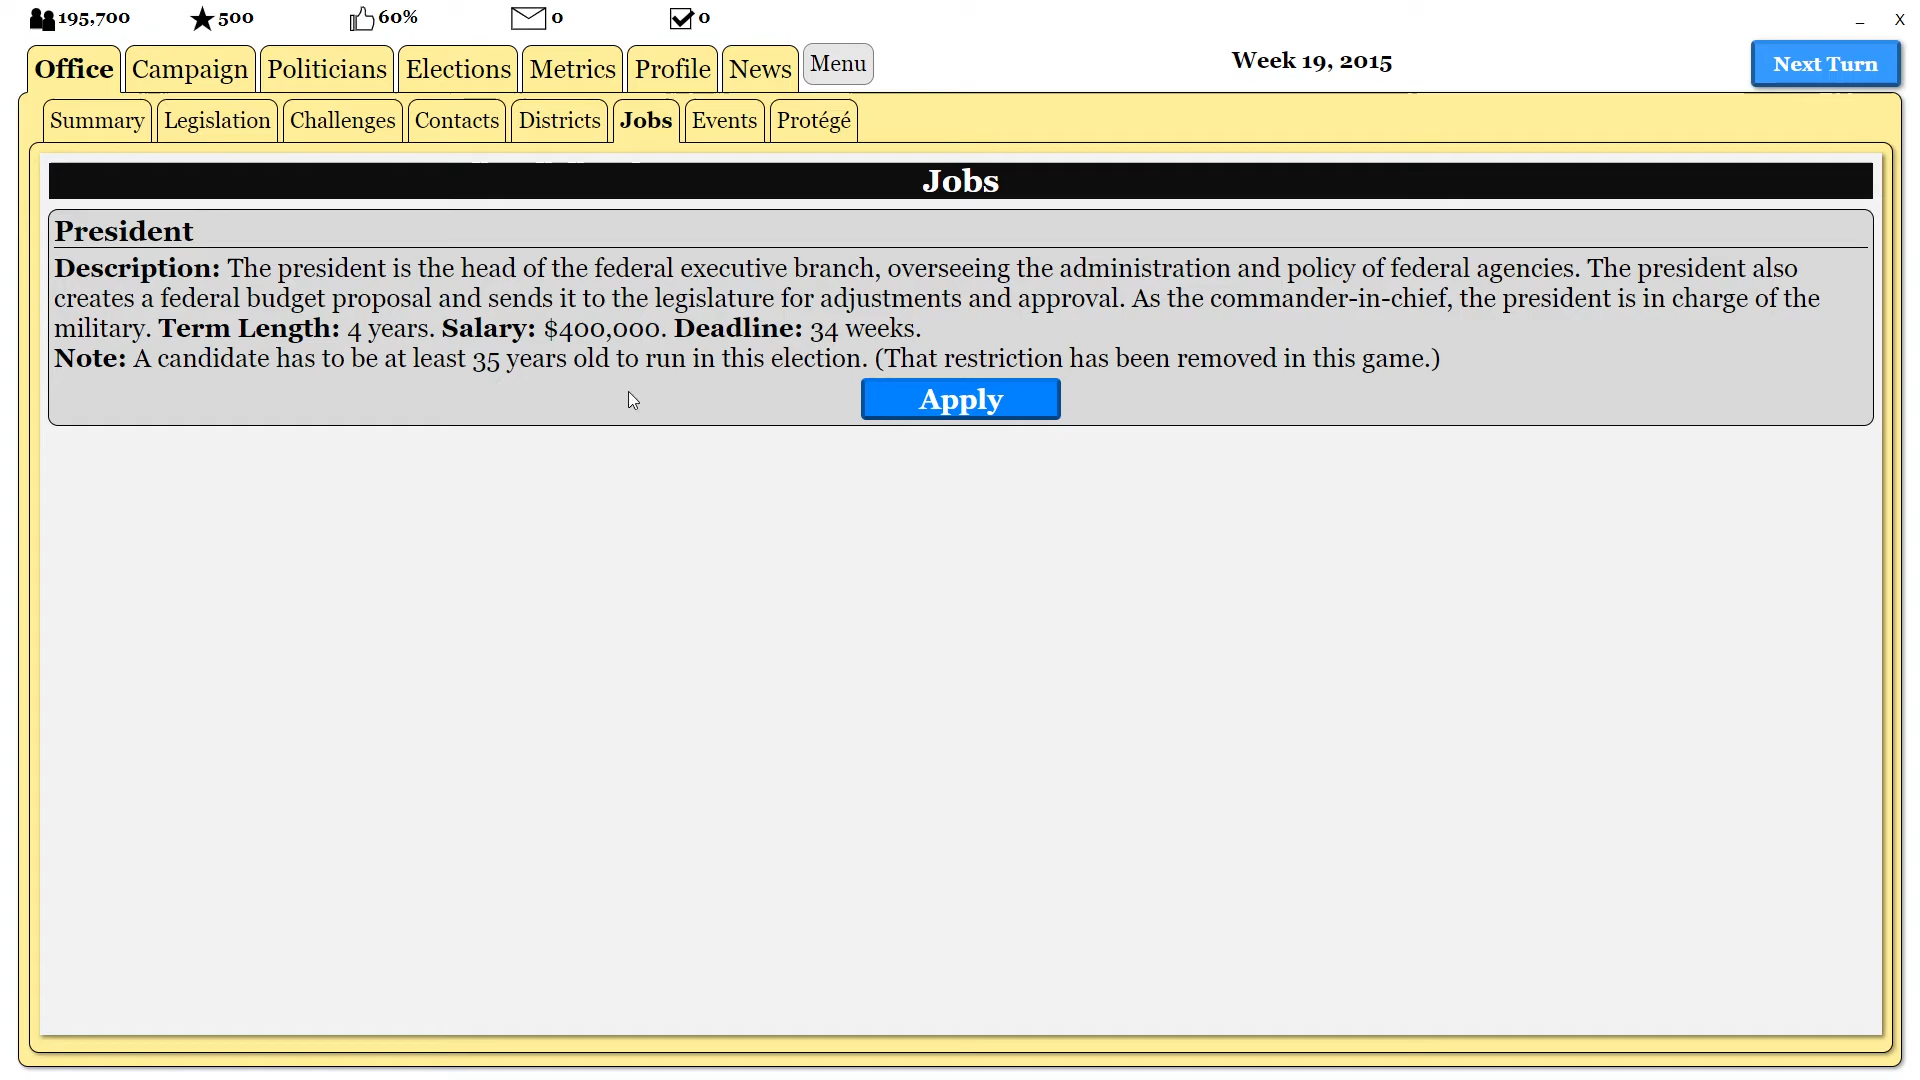 195,700 500 60% 0 0 _ X
Office Campaign Politicians Elections Metrics Profile News Menu Week 19, 2015 Next Turn
Summary Legislation Challenges Contacts Districts Jobs Events Protégé
Jobs
President
Description: The president is the head of the federal executive branch, overseeing the administration and policy of federal agencies. The president also
creates a federal budget proposal and sends it to the legislature for adjustments and approval. As the commander-in-chief, the president is in charge of the
military. Term Length: 4 years. Salary: $400,000. Deadline: 34 weeks.
Note: A candidate has to be at least 35 years old to run in this election. (That restriction has been removed in this game.)
Apply